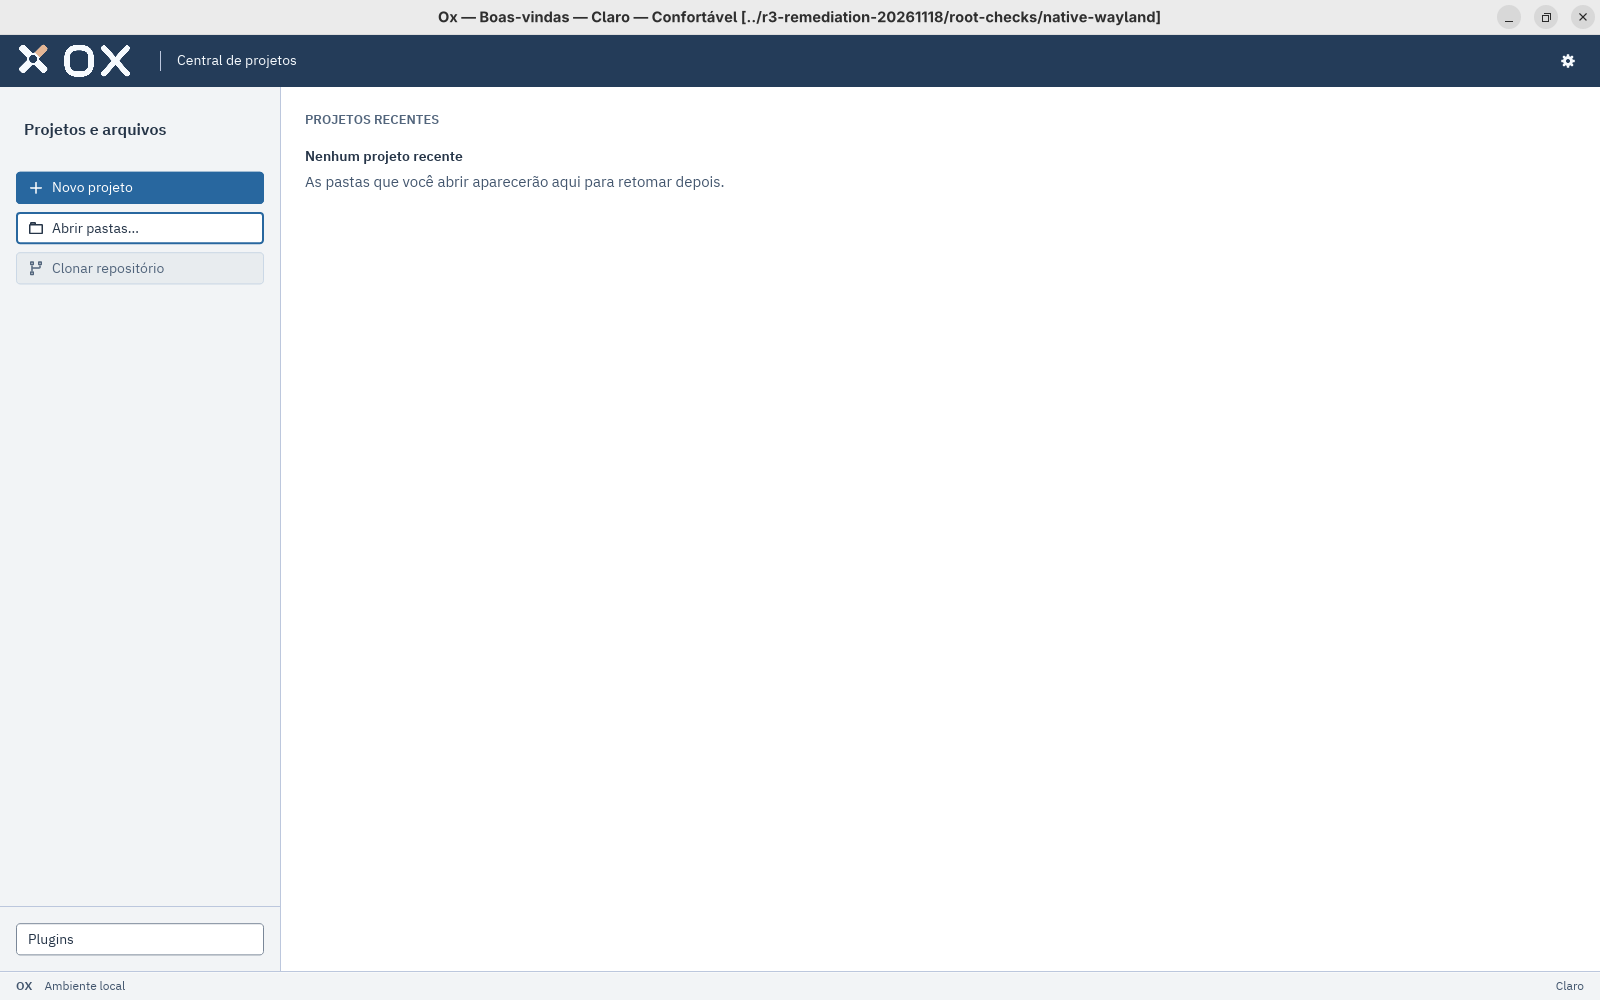 Ox — Boas-vindas — Claro — Confortável [../r3-remediation-20261118/root-checks/native-wayland]
OX Central de projetos
Projetos e arquivos
Novo projeto
Abrir pastas...
Clonar repositório
PROJETOS RECENTES
Nenhum projeto recente
As pastas que você abrir aparecerão aqui para retomar depois.
Plugins
OX Ambiente local Claro